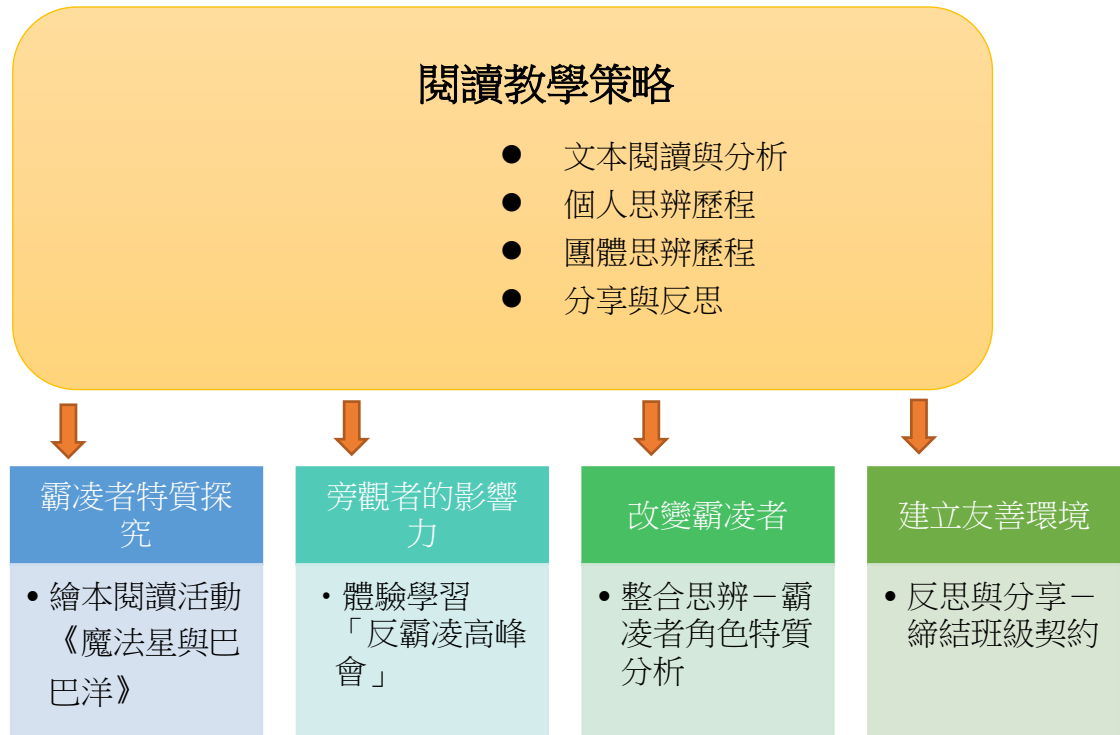 閱讀教學策略
● 文本閱讀與分析
● 個人思辨歷程
● 團體思辨歷程
● 分享與反思
霸凌者特質探
究
• 繪本閱讀活動
《魔法星與巴
巴洋》
旁觀者的影響
力
• 體驗學習
「反霸凌高峰
會」
改變霸凌者
• 整合思辨－霸
凌者角色特質
分析
建立友善環境
• 反思與分享－
締結班級契約